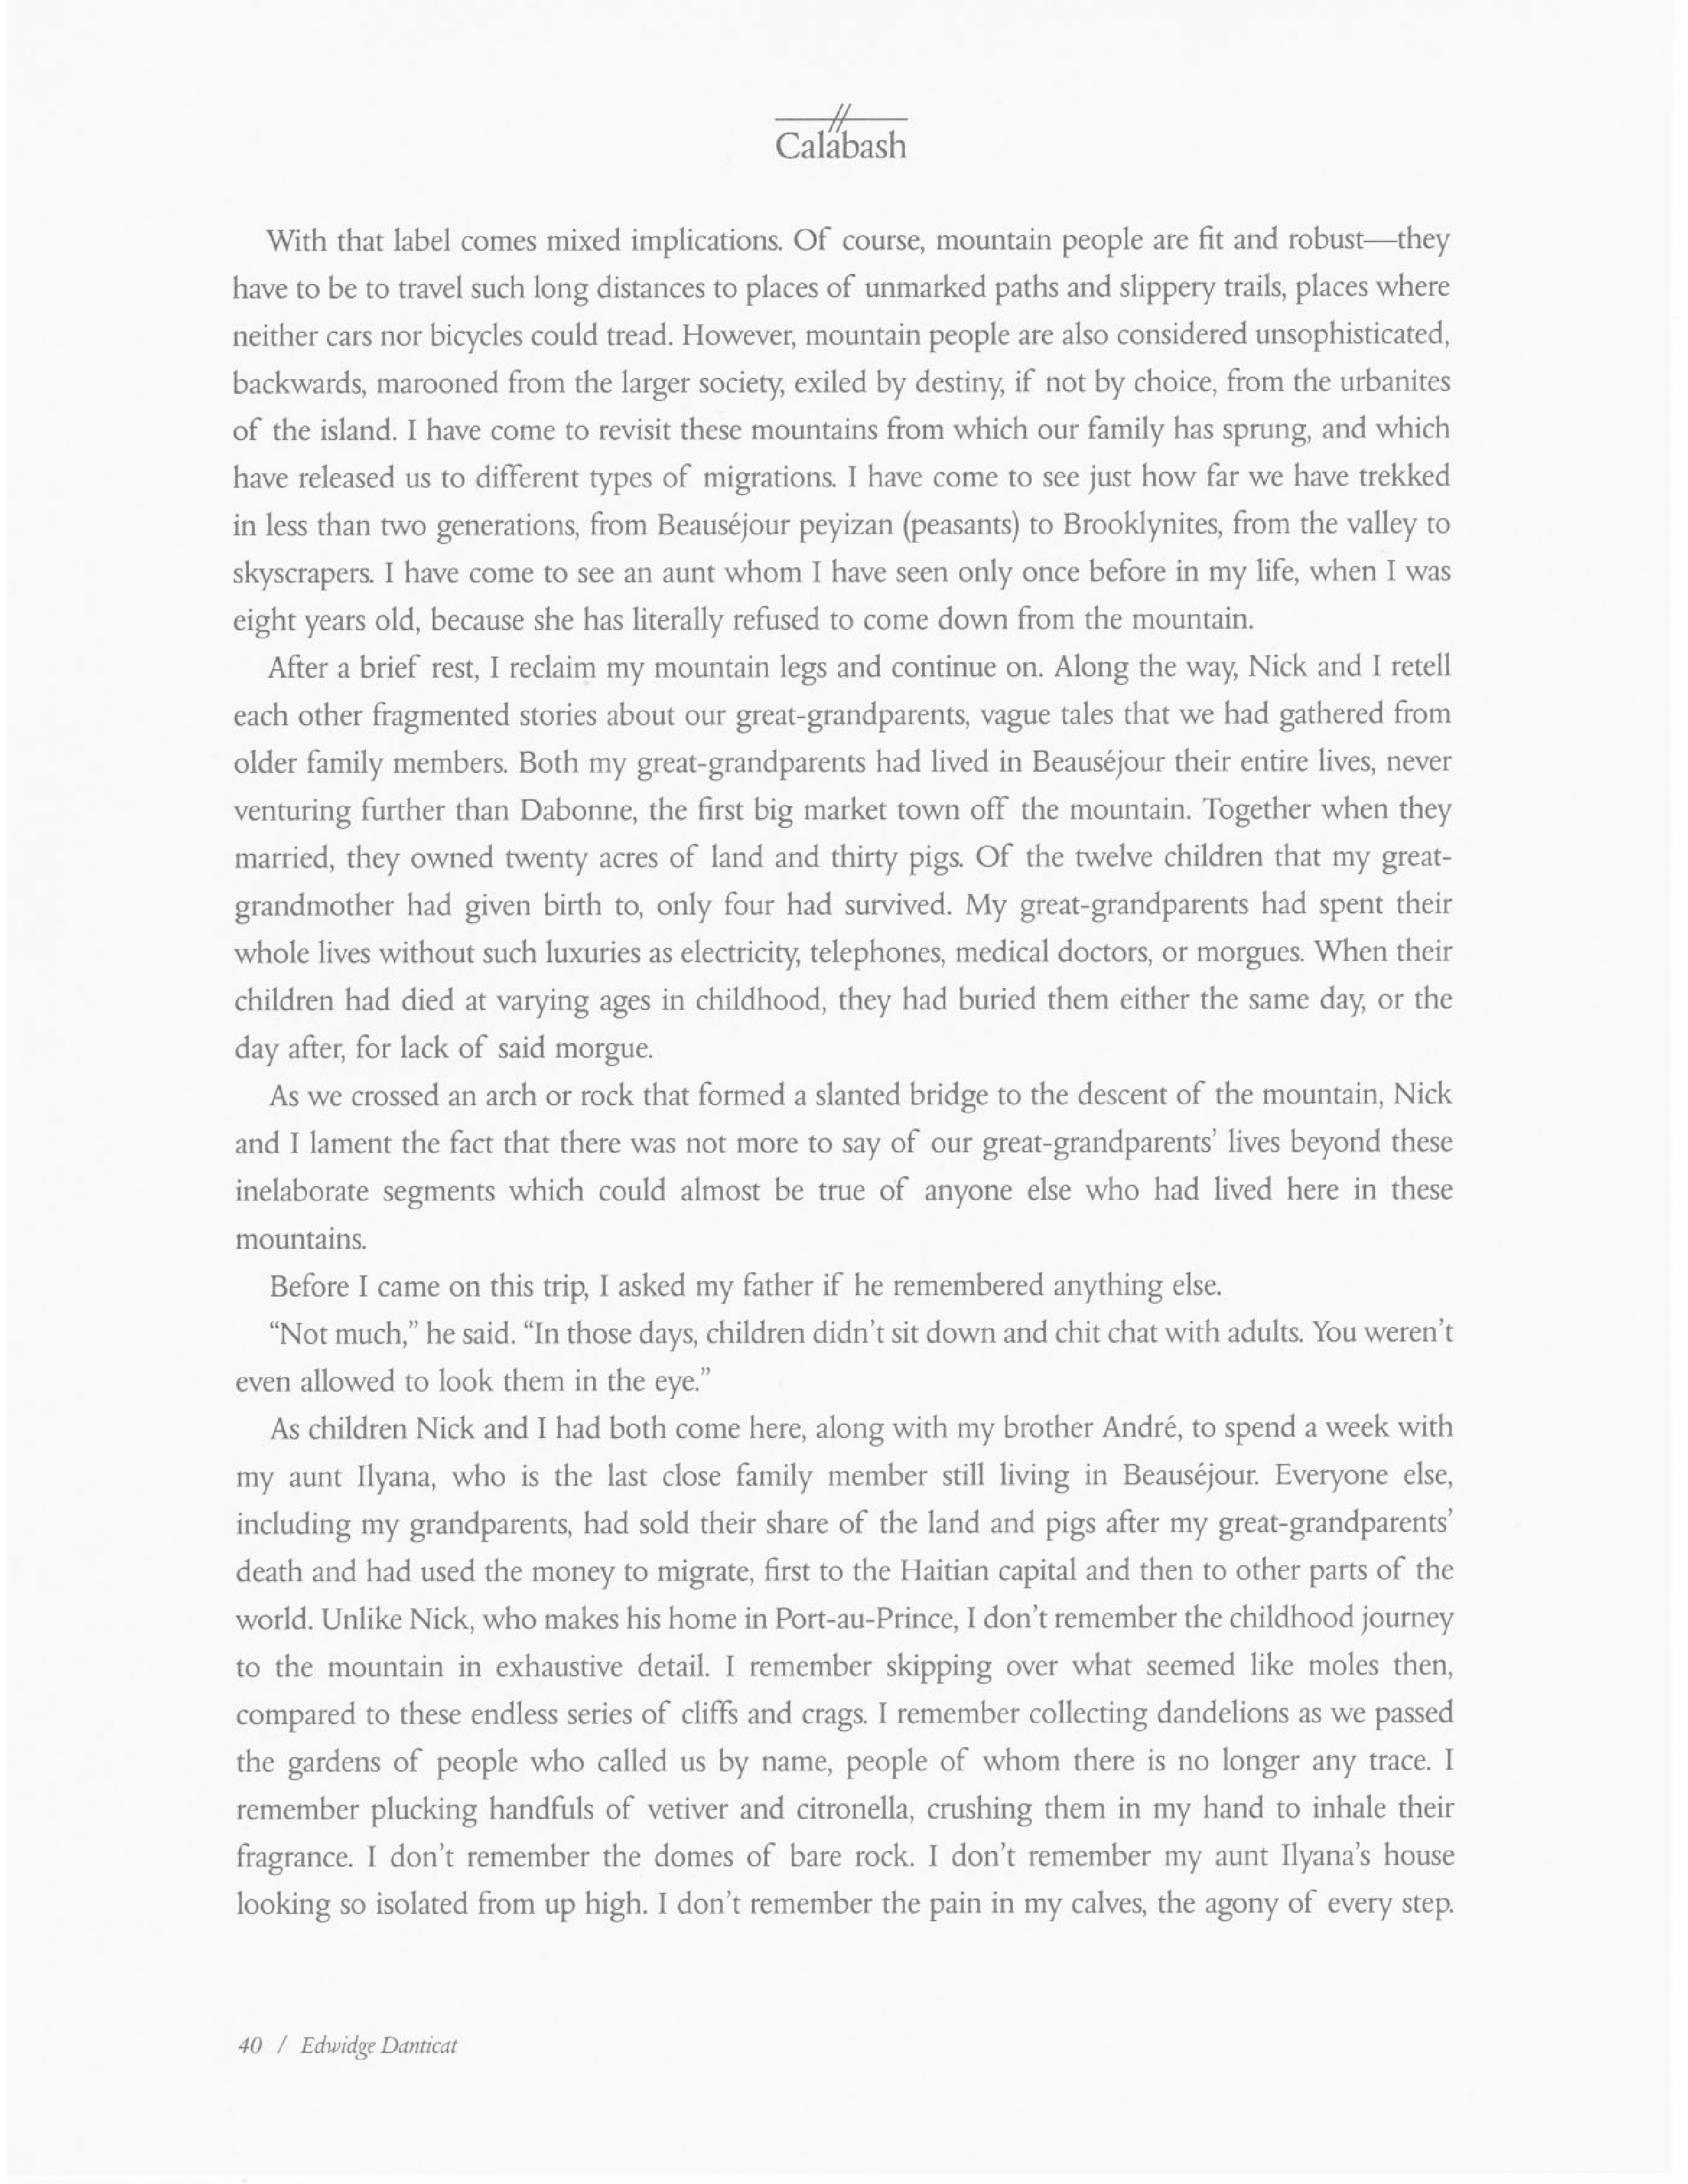 Calabash
With that label comes mixed implications. Of course, mountain people are fit and robust—they
have to be to travel such long distances to places of unmarked paths and slippery trails, places where
neither cars nor bicycles could tread. However, mountain people are also considered unsophisticated,
backwards, marooned from the larger society, exiled by destiny, if not by choice, from the urbanites
of the island. I have come to revisit these mountains from which our family has sprung, and which
have released us to different types of migrations. I have come to see just how far we have trekked
in less than two generations, from Beauséjour peyizan (peasants) to Brooklynites, from the valley to
skyscrapers. I have come to see an aunt whom I have seen only once before in my life, when I was
eight years old, because she has literally refused to come down from the mountain.
After a brief rest, I reclaim my mountain legs and continue on. Along the way, Nick and I retell
each other fragmented stories about our great-grandparents, vague tales that we had gathered from
older family members. Both my great-grandparents had lived in Beauséjour their entire lives, never
venturing further than Dabonne, the first big market town off the mountain. Together when they
married, they owned twenty acres of land and thirty pigs. Of the twelve children that my great-
grandmother had given birth to, only four had survived. My great-grandparents had spent their
whole lives without such luxuries as electricity, telephones, medical doctors, or morgues. When their
children had died at varying ages in childhood, they had buried them either the same day, or the
day after, for lack of said morgue.
As we crossed an arch or rock that formed a slanted bridge to the descent of the mountain, Nick
and I lament the fact that there was not more to say of our great-grandparents’ lives beyond these
inelaborate segments which could almost be true of anyone else who had lived here in these
mountains.
Before I came on this trip, I asked my father if he remembered anything else.
“Not much,” he said. “In those days, children didn’t sit down and chit chat with adults. You weren’t
even allowed to look them in the eye.”
As children Nick and I had both come here, along with my brother André, to spend a week with
my aunt Ilyana, who is the last close family member still living in Beauséjour. Everyone else,
including my grandparents, had sold their share of the land and pigs after my great-grandparents’
death and had used the money to migrate, first to the Haitian capital and then to other parts of the
world. Unlike Nick, who makes his home in Port-au-Prince, I don’t remember the childhood journey
to the mountain in exhaustive detail. I remember skipping over what seemed like moles then,
compared to these endless series of cliffs and crags. I remember collecting dandelions as we passed
the gardens of people who called us by name, people of whom there is no longer any trace. I
remember plucking handfuls of vetiver and citronella, crushing them in my hand to inhale their
fragrance. I don’t remember the domes of bare rock. I don’t remember my aunt Ilyana’s house
looking so isolated from up high. I don’t remember the pain in my calves, the agony of every step.
40 / Edwidge Danticat